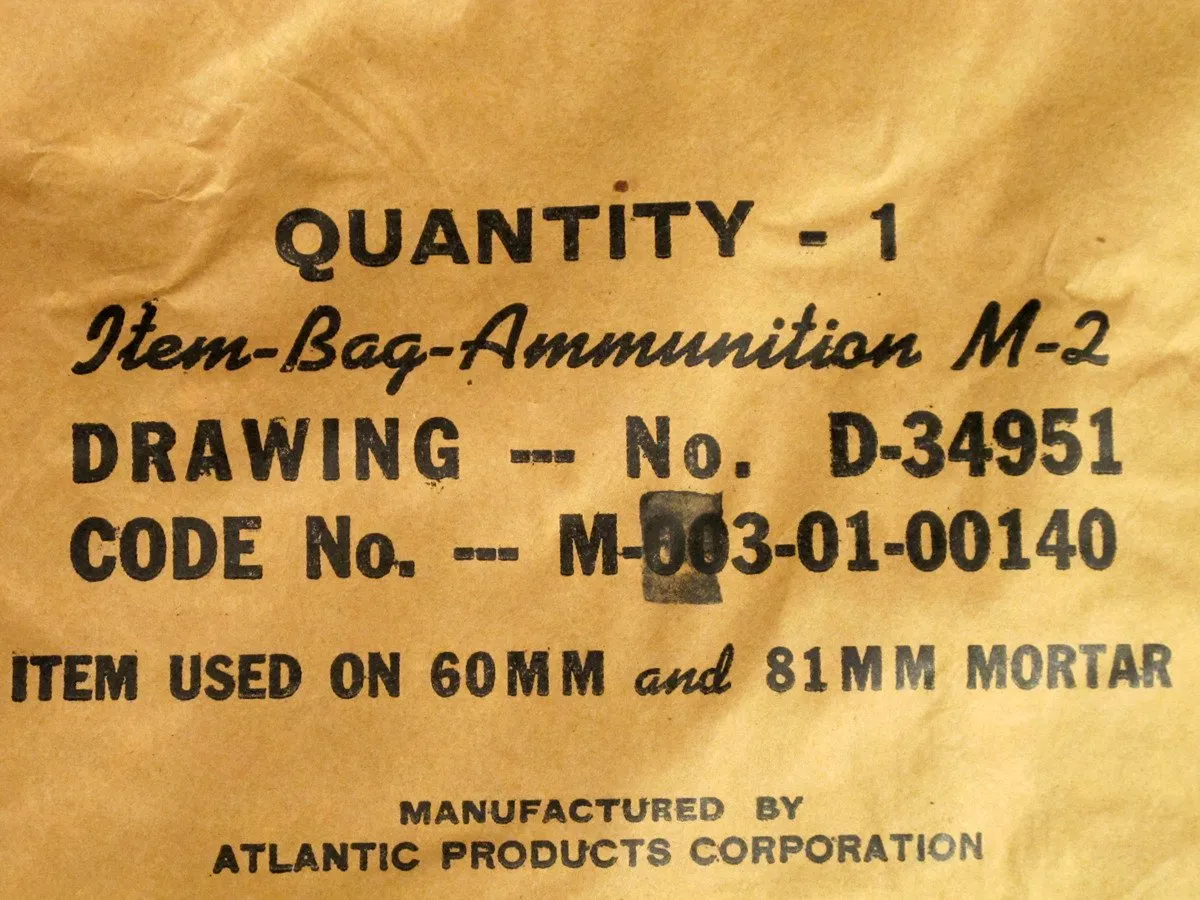 QUANTITY - 1
Item-Bag-Ammunition M-2
DRAWING --- No. D-34951
CODE No. --- M-003-01-00140
ITEM USED ON 60MM and 81MM MORTAR
MANUFACTURED BY
ATLANTIC PRODUCTS CORPORATION